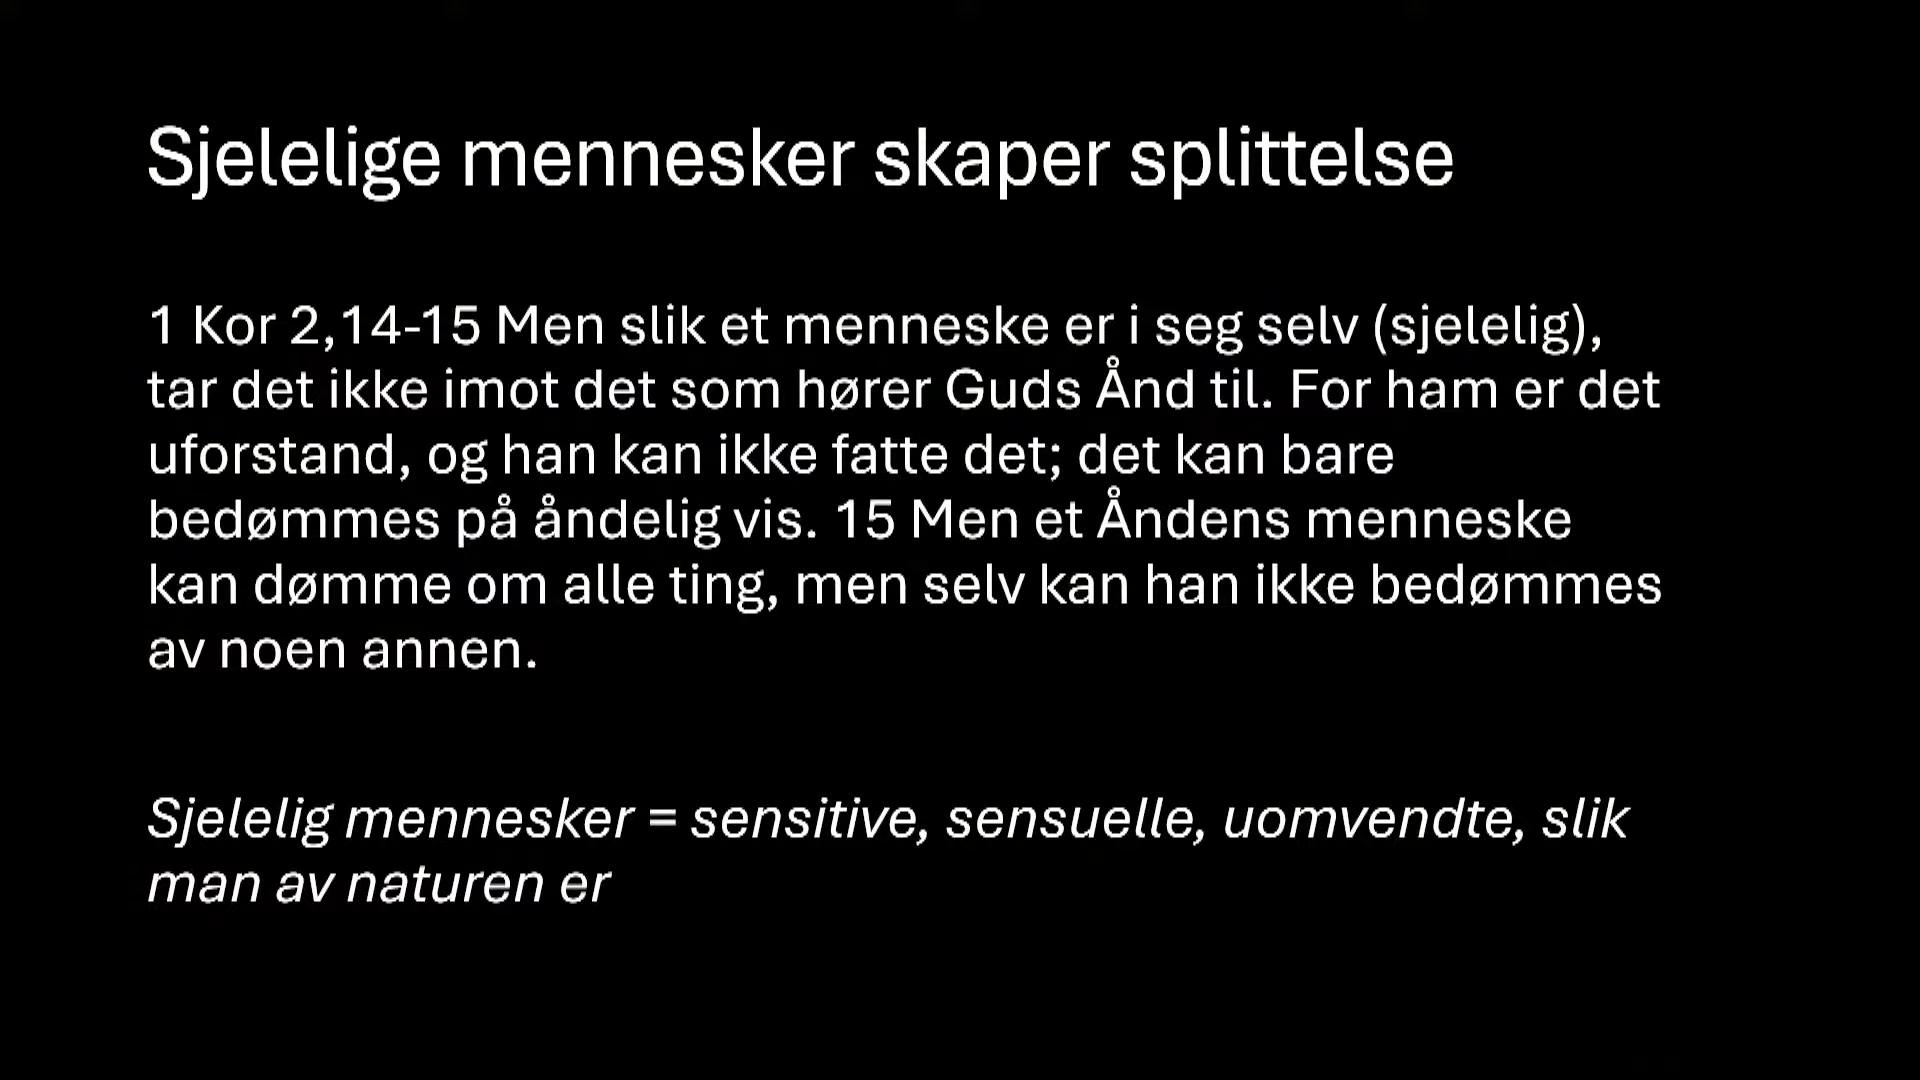 Sjelelige mennesker skaper splittelse
1 Kor 2,14-15 Men slik et menneske er i seg selv (sjelelig),
tar det ikke imot det som hører Guds Ånd til. For ham er det
uforstand, og han kan ikke fatte det; det kan bare
bedømmes på åndelig vis. 15 Men et Åndens menneske
kan dømme om alle ting, men selv kan han ikke bedømmes
av noen annen.
Sjelelig mennesker = sensitive, sensuelle, uomvendte, slik
man av naturen er